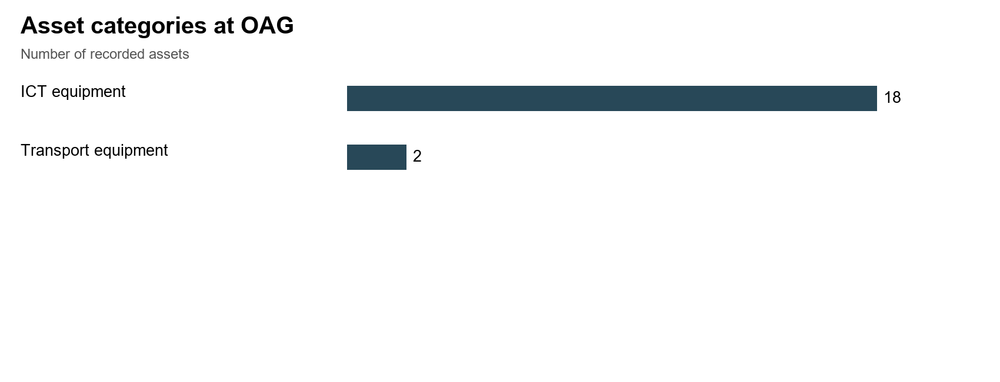 Asset categories at OAG
Number of recorded assets
ICT equipment 18
Transport equipment 2